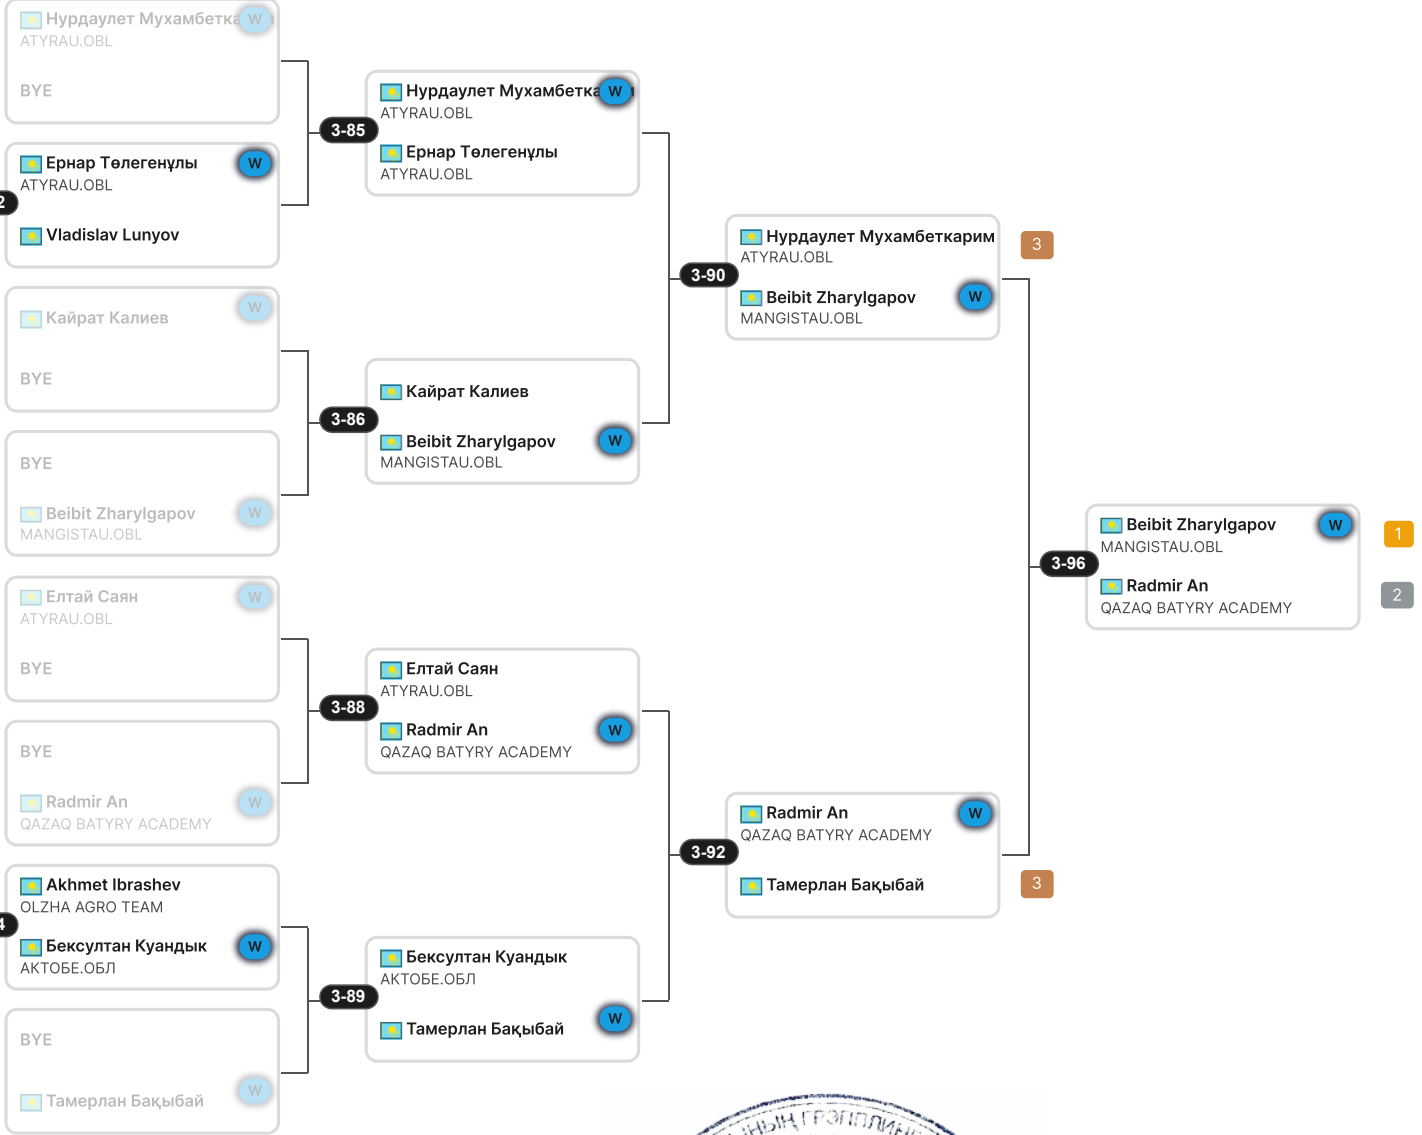 Нурдаулет Мухамбетка
W
ATYRAU.OBL
BYE
Ернар Төлегенұлы
W
ATYRAU.OBL
2
Vladislav Lunyov
Кайрат Калиев
W
BYE
BYE
Beibit Zharylgapov
W
MANGISTAU.OBL
Елтай Саян
W
ATYRAU.OBL
BYE
BYE
Radmir An
W
QAZAQ BATYRY ACADEMY
Akhmet Ibrashev
OLZHA AGRO TEAM
4
Бексултан Куандык
W
АКТОБЕ.ОБЛ
BYE
Тамерлан Бақыбай
W
3-85
Нурдаулет Мухамбетка
W
ATYRAU.OBL
Ернар Төлегенұлы
ATYRAU.OBL
3-86
Кайрат Калиев
Beibit Zharylgapov
W
MANGISTAU.OBL
3-88
Елтай Саян
ATYRAU.OBL
Radmir An
W
QAZAQ BATYRY ACADEMY
3-89
Бексултан Куандык
АКТОБЕ.ОБЛ
Тамерлан Бақыбай
W
3-90
Нурдаулет Мухамбеткарим
3
ATYRAU.OBL
Beibit Zharylgapov
W
MANGISTAU.OBL
3-92
Radmir An
W
QAZAQ BATYRY ACADEMY
Тамерлан Бақыбай
3
3-96
Beibit Zharylgapov
W
1
MANGISTAU.OBL
Radmir An
2
QAZAQ BATYRY ACADEMY